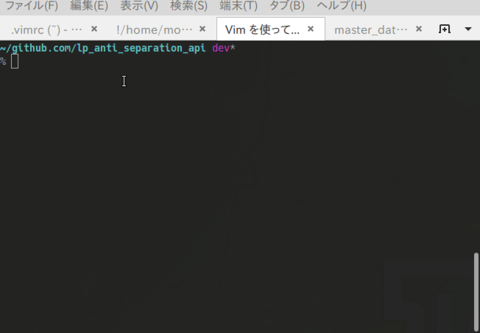 ファイル(F) 編集(E) 表示(V) 検索(S) 端末(T) タブ(B) ヘルプ(H)
.vimrc (~) - ... × !/home/mo... × Vim を使って... × master_dat... ×
~/github.com/lp_anti_separation_api dev*
%